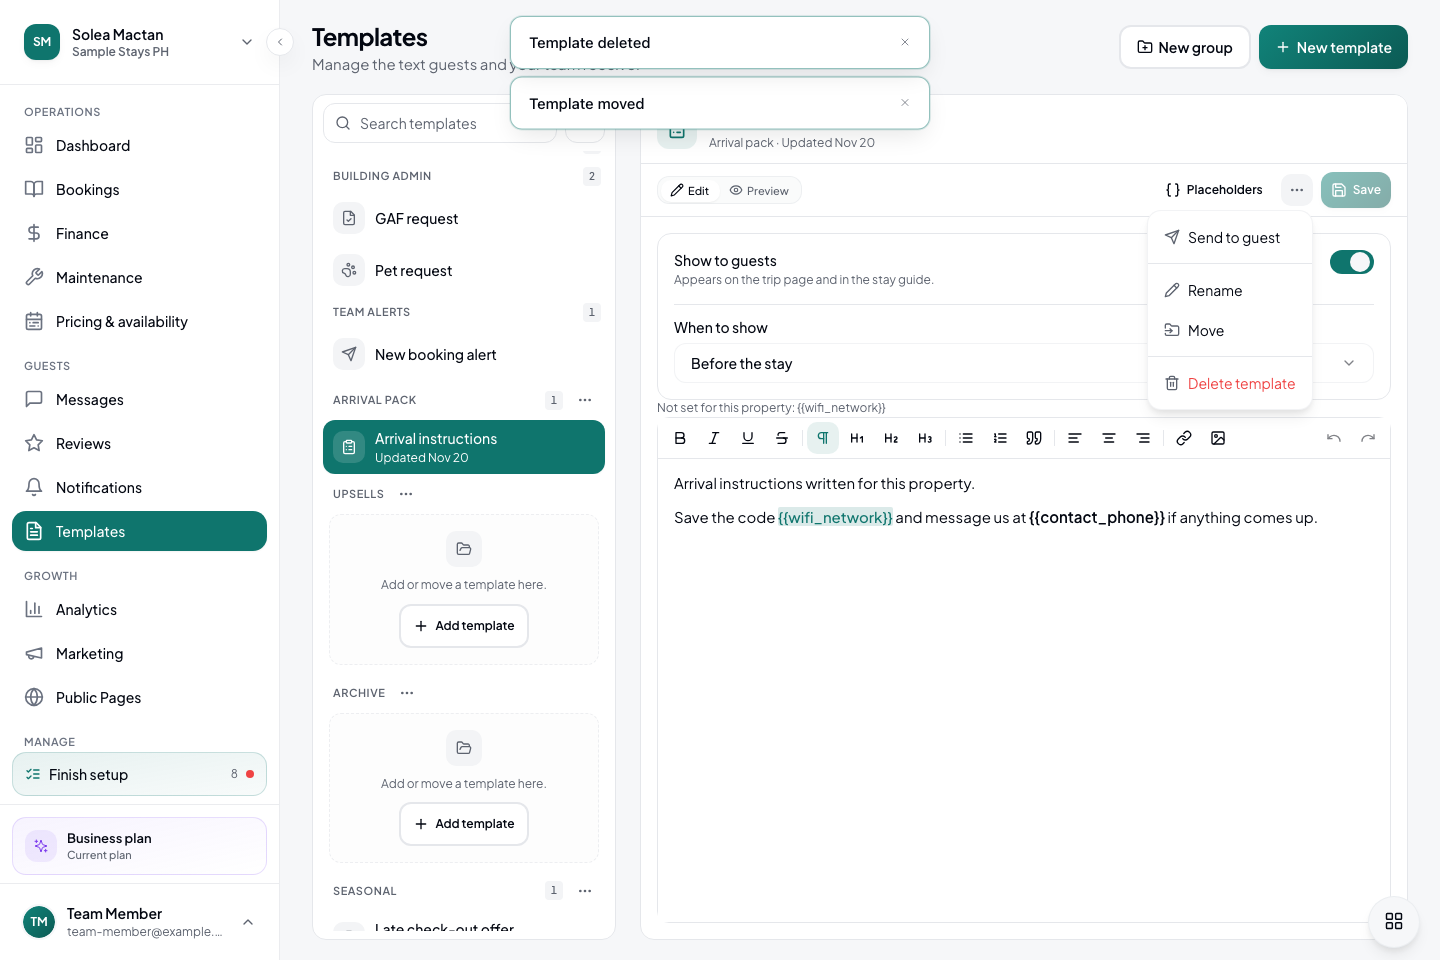 SM
Solea Mactan
Sample Stays PH
OPERATIONS
Dashboard
Bookings
Finance
Maintenance
Pricing & availability
GUESTS
Messages
Reviews
Notifications
Templates
GROWTH
Analytics
Marketing
Public Pages
MANAGE
Finish setup
8
Business plan
Current plan
TM
Team Member
team-member@example....
Templates
Manage the text guests and your team receive.
Template deleted
Template moved
New group
New template
Search templates
BUILDING ADMIN
2
GAF request
Pet request
TEAM ALERTS
1
New booking alert
ARRIVAL PACK
1
Arrival instructions
Updated Nov 20
UPSELLS
Add or move a template here.
Add template
ARCHIVE
Add or move a template here.
Add template
SEASONAL
1
Late check-out offer
Arrival pack · Updated Nov 20
Edit
Preview
{} Placeholders
Save
Send to guest
Rename
Move
Delete template
Show to guests
Appears on the trip page and in the stay guide.
When to show
Before the stay
Not set for this property: {{wifi_network}}
B I U S ¶ H1 H2 H3
Arrival instructions written for this property.
Save the code {{wifi_network}} and message us at {{contact_phone}} if anything comes up.